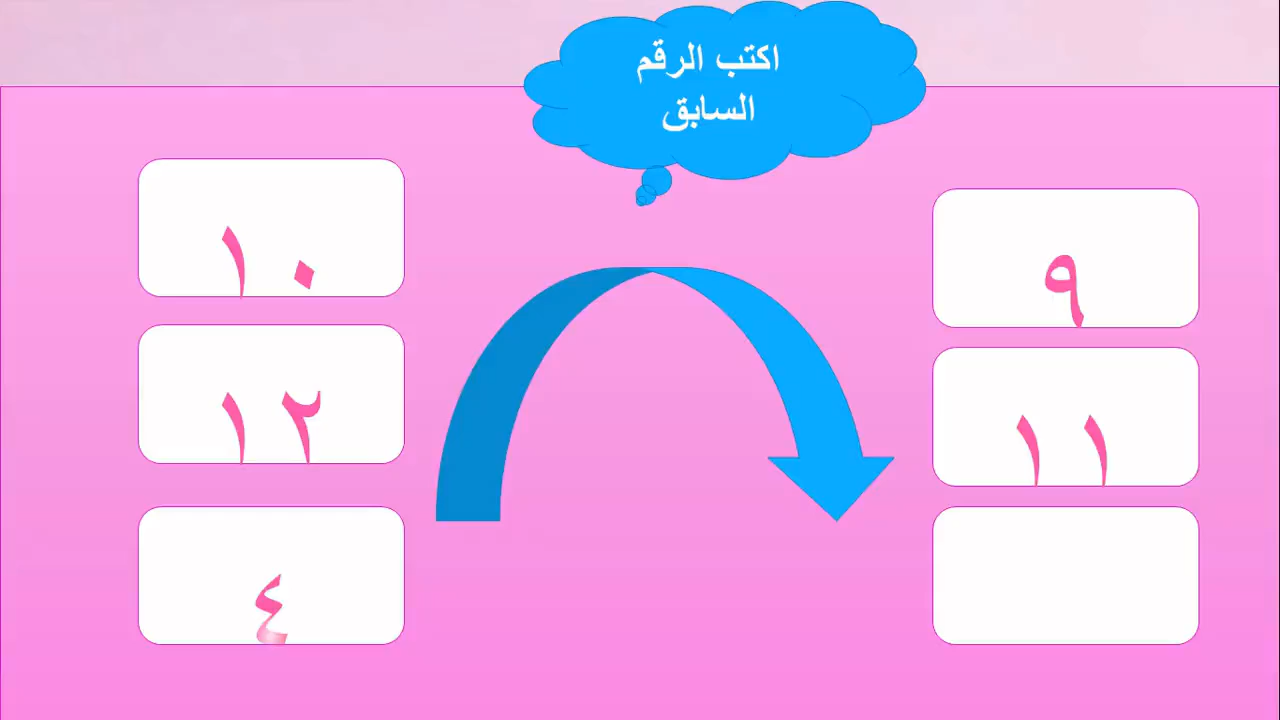 اكتب الرقم
السابق
٩
١٠
١١
١٢
٤